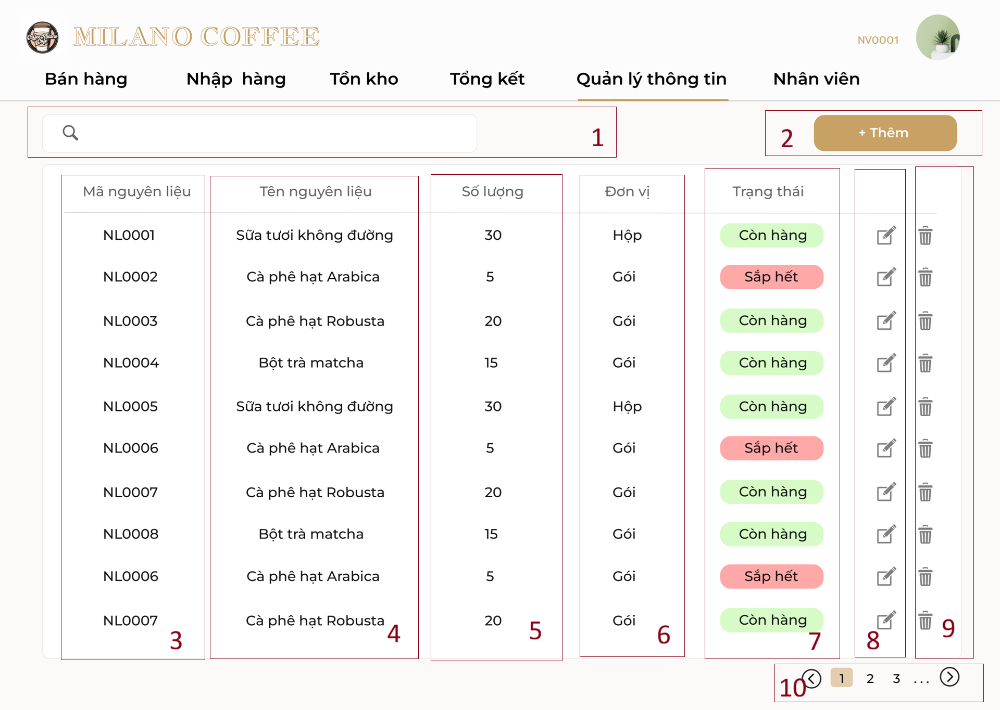 Coffee Milano
Cafe
MILANO COFFEE
NV0001
Bán hàng Nhập hàng Tồn kho Tổng kết Quản lý thông tin Nhân viên
1
2 + Thêm
Mã nguyên liệu Tên nguyên liệu Số lượng Đơn vị Trạng thái
NL0001 Sữa tươi không đường 30 Hộp Còn hàng
NL0002 Cà phê hạt Arabica 5 Gói Sắp hết
NL0003 Cà phê hạt Robusta 20 Gói Còn hàng
NL0004 Bột trà matcha 15 Gói Còn hàng
NL0005 Sữa tươi không đường 30 Hộp Còn hàng
NL0006 Cà phê hạt Arabica 5 Gói Sắp hết
NL0007 Cà phê hạt Robusta 20 Gói Còn hàng
NL0008 Bột trà matcha 15 Gói Còn hàng
NL0006 Cà phê hạt Arabica 5 Gói Sắp hết
NL0007 Cà phê hạt Robusta 20 Gói Còn hàng
3 4 5 6 7 8 9
10 1 2 3 ...